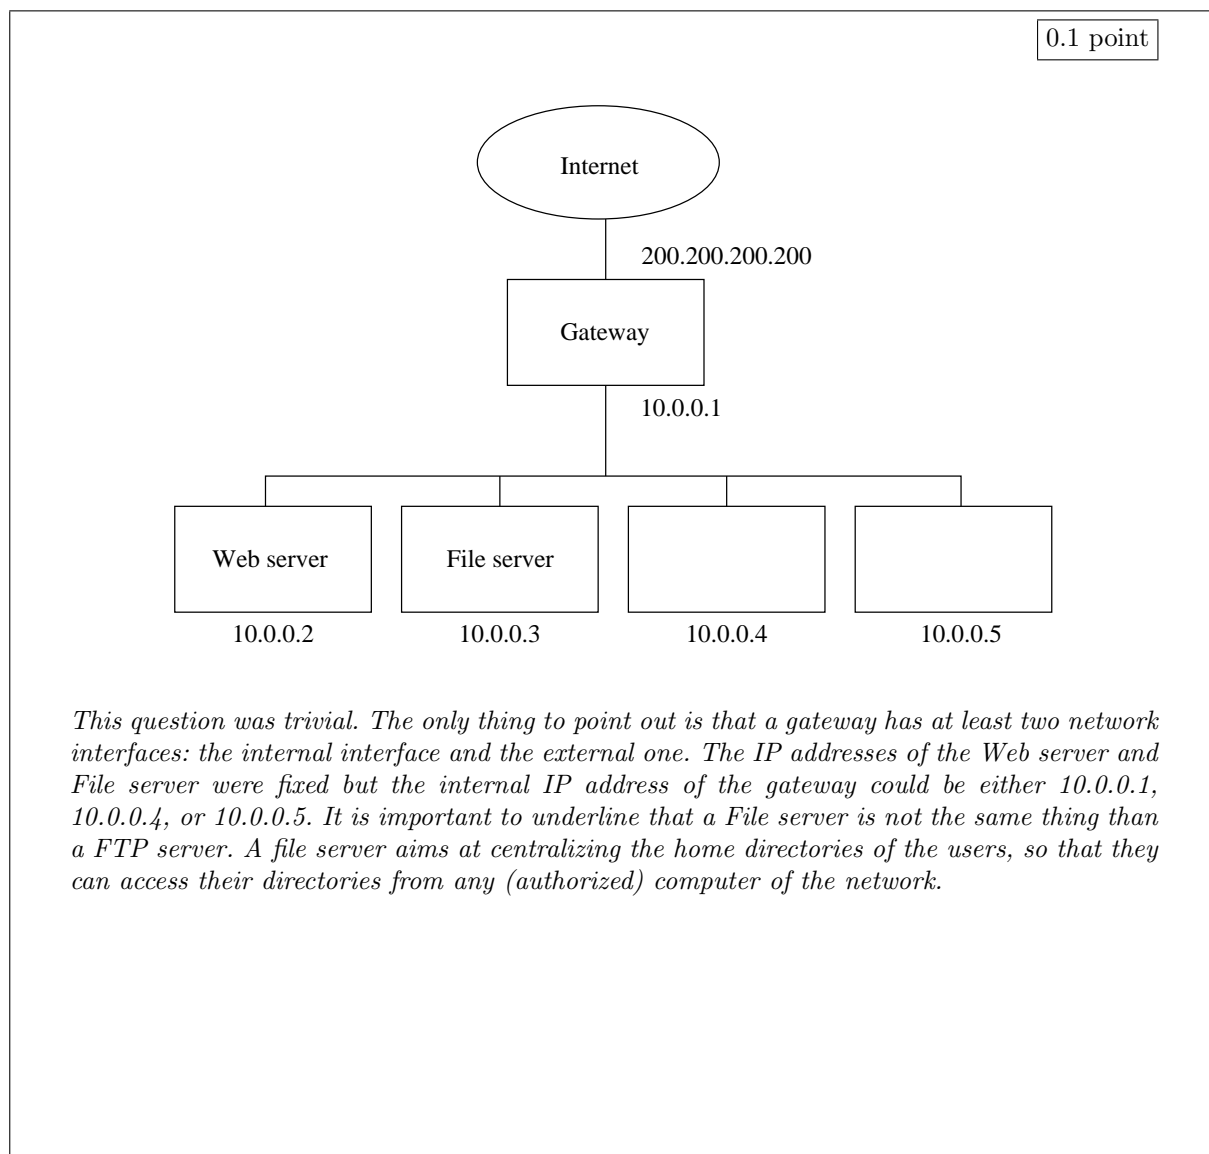 0.1 point
Internet
200.200.200.200
Gateway
10.0.0.1
Web server
File server
10.0.0.2
10.0.0.3
10.0.0.4
10.0.0.5
This question was trivial. The only thing to point out is that a gateway has at least two network
interfaces: the internal interface and the external one. The IP addresses of the Web server and
File server were fixed but the internal IP address of the gateway could be either 10.0.0.1,
10.0.0.4, or 10.0.0.5. It is important to underline that a File server is not the same thing than
a FTP server. A file server aims at centralizing the home directories of the users, so that they
can access their directories from any (authorized) computer of the network.